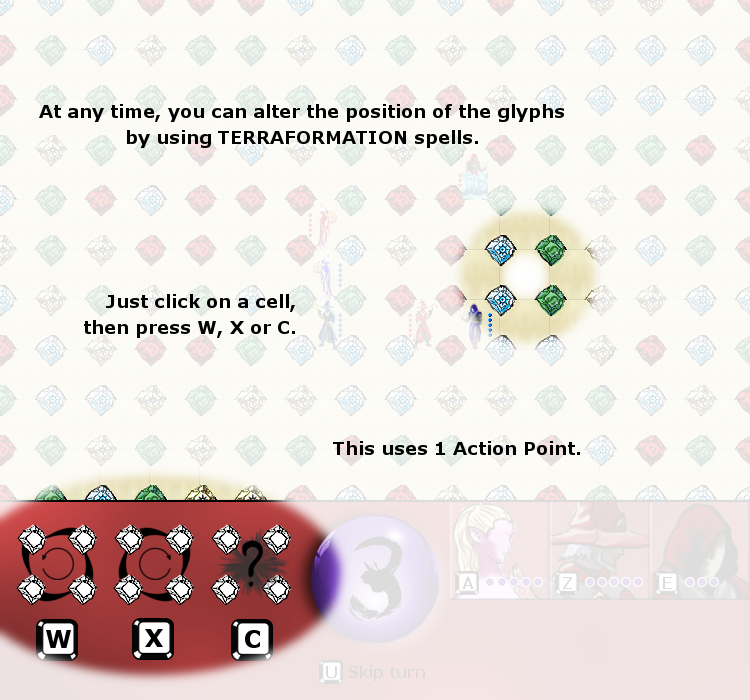 At any time, you can alter the position of the glyphs
by using TERRAFORMATION spells.
Just click on a cell,
then press W, X or C.
This uses 1 Action Point.
?
3
A
Z
E
W
X
C
U Skip turn